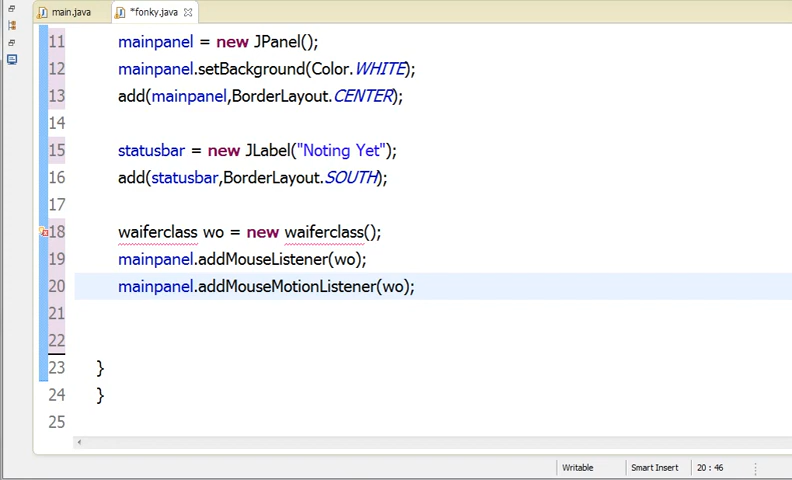 main.java *fonky.java
11 mainpanel = new JPanel();
12 mainpanel.setBackground(Color.WHITE);
13 add(mainpanel,BorderLayout.CENTER);
14
15 statusbar = new JLabel("Noting Yet");
16 add(statusbar,BorderLayout.SOUTH);
17
18 waiferclass wo = new waiferclass();
19 mainpanel.addMouseListener(wo);
20 mainpanel.addMouseMotionListener(wo);
21
22
23 }
24 }
25
Writable Smart Insert 20 : 46